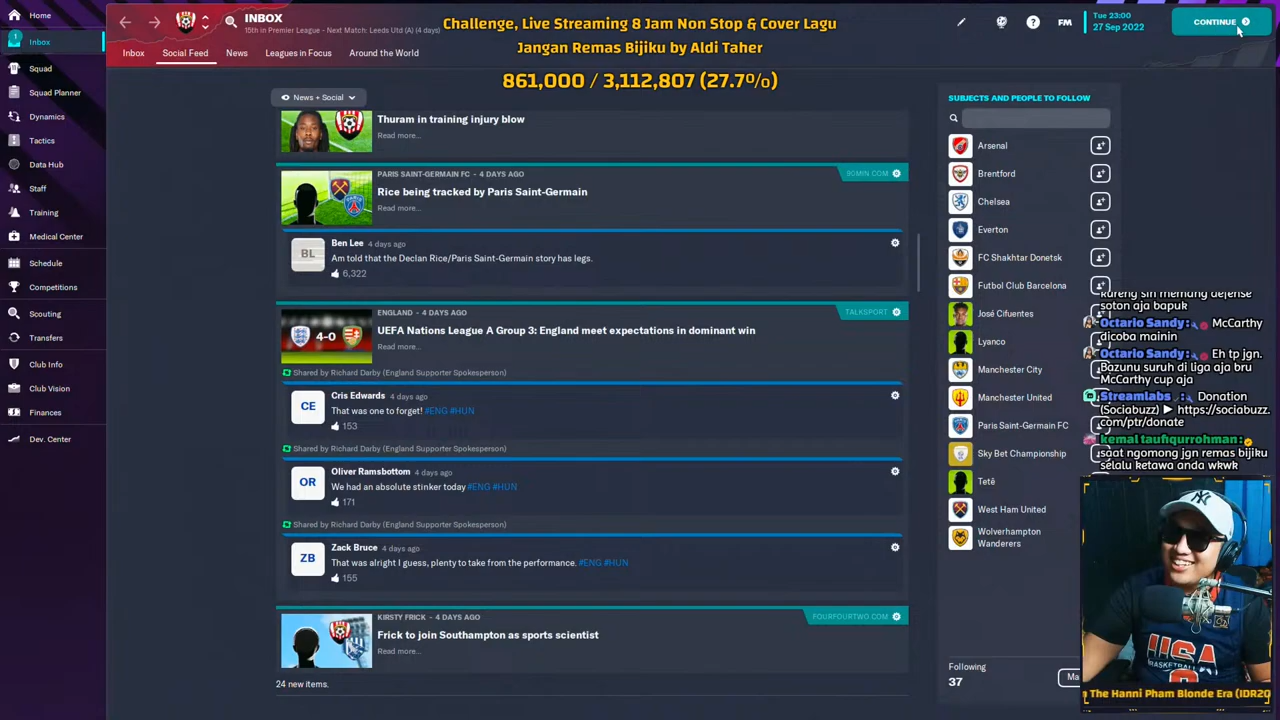 INBOX
15th in Premier League - Next Match: Leeds Utd (A) (4 days)
Challenge, Live Streaming 8 Jam Non Stop & Cover Lagu
Jangan Remas Bijiku by Aldi Taher
861,000 / 3,112,807 (27.7%)
FM
Tue 23:00
27 Sep 2022
CONTINUE
Home
1
Inbox
Squad
Squad Planner
Dynamics
Tactics
Data Hub
Staff
Training
Medical Center
Schedule
Competitions
Scouting
Transfers
Club Info
Club Vision
Finances
Dev. Center
Inbox
Social Feed
News
Leagues in Focus
Around the World
News + Social
Thuram in training injury blow
Read more...
PARIS SAINT-GERMAIN FC - 4 DAYS AGO
90MIN.COM
Rice being tracked by Paris Saint-Germain
Read more...
BL
Ben Lee 4 days ago
Am told that the Declan Rice/Paris Saint-Germain story has legs.
6,322
ENGLAND - 4 DAYS AGO
TALKSPORT
4-0
UEFA Nations League A Group 3: England meet expectations in dominant win
Read more...
Shared by Richard Darby (England Supporter Spokesperson)
CE
Cris Edwards 4 days ago
That was one to forget! #ENG #HUN
153
Shared by Richard Darby (England Supporter Spokesperson)
OR
Oliver Ramsbottom 4 days ago
We had an absolute stinker today #ENG #HUN
171
Shared by Richard Darby (England Supporter Spokesperson)
ZB
Zack Bruce 4 days ago
That was alright I guess, plenty to take from the performance. #ENG #HUN
155
KIRSTY FRICK - 4 DAYS AGO
FOURFOURTWO.COM
Frick to join Southampton as sports scientist
Read more...
24 new items.
SUBJECTS AND PEOPLE TO FOLLOW
Arsenal
Brentford
Chelsea
Everton
FC Shakhtar Donetsk
Futbol Club Barcelona
José Cifuentes
Lyanco
Manchester City
Manchester United
Paris Saint-Germain FC
Sky Bet Championship
Tetê
West Ham United
Wolverhampton
Wanderers
Following
37
Ma
karena sih memang defense
soton aja bapuk
Octario Sandy : McCarthy
dicoba mainin
Octario Sandy : Eh tp jgn.
Bazunu suruh di liga aja bru
McCarthy cup aja
Streamlabs : Donation
(Sociabuzz) ► https://sociabuzz.
com/ptr/donate
kemal taufiqurrohman :
saat ngomong jgn remas bijiku
selalu ketawa anda wkwk
USA
BASKETBALL
n The Hanni Pham Blonde Era (IDR20